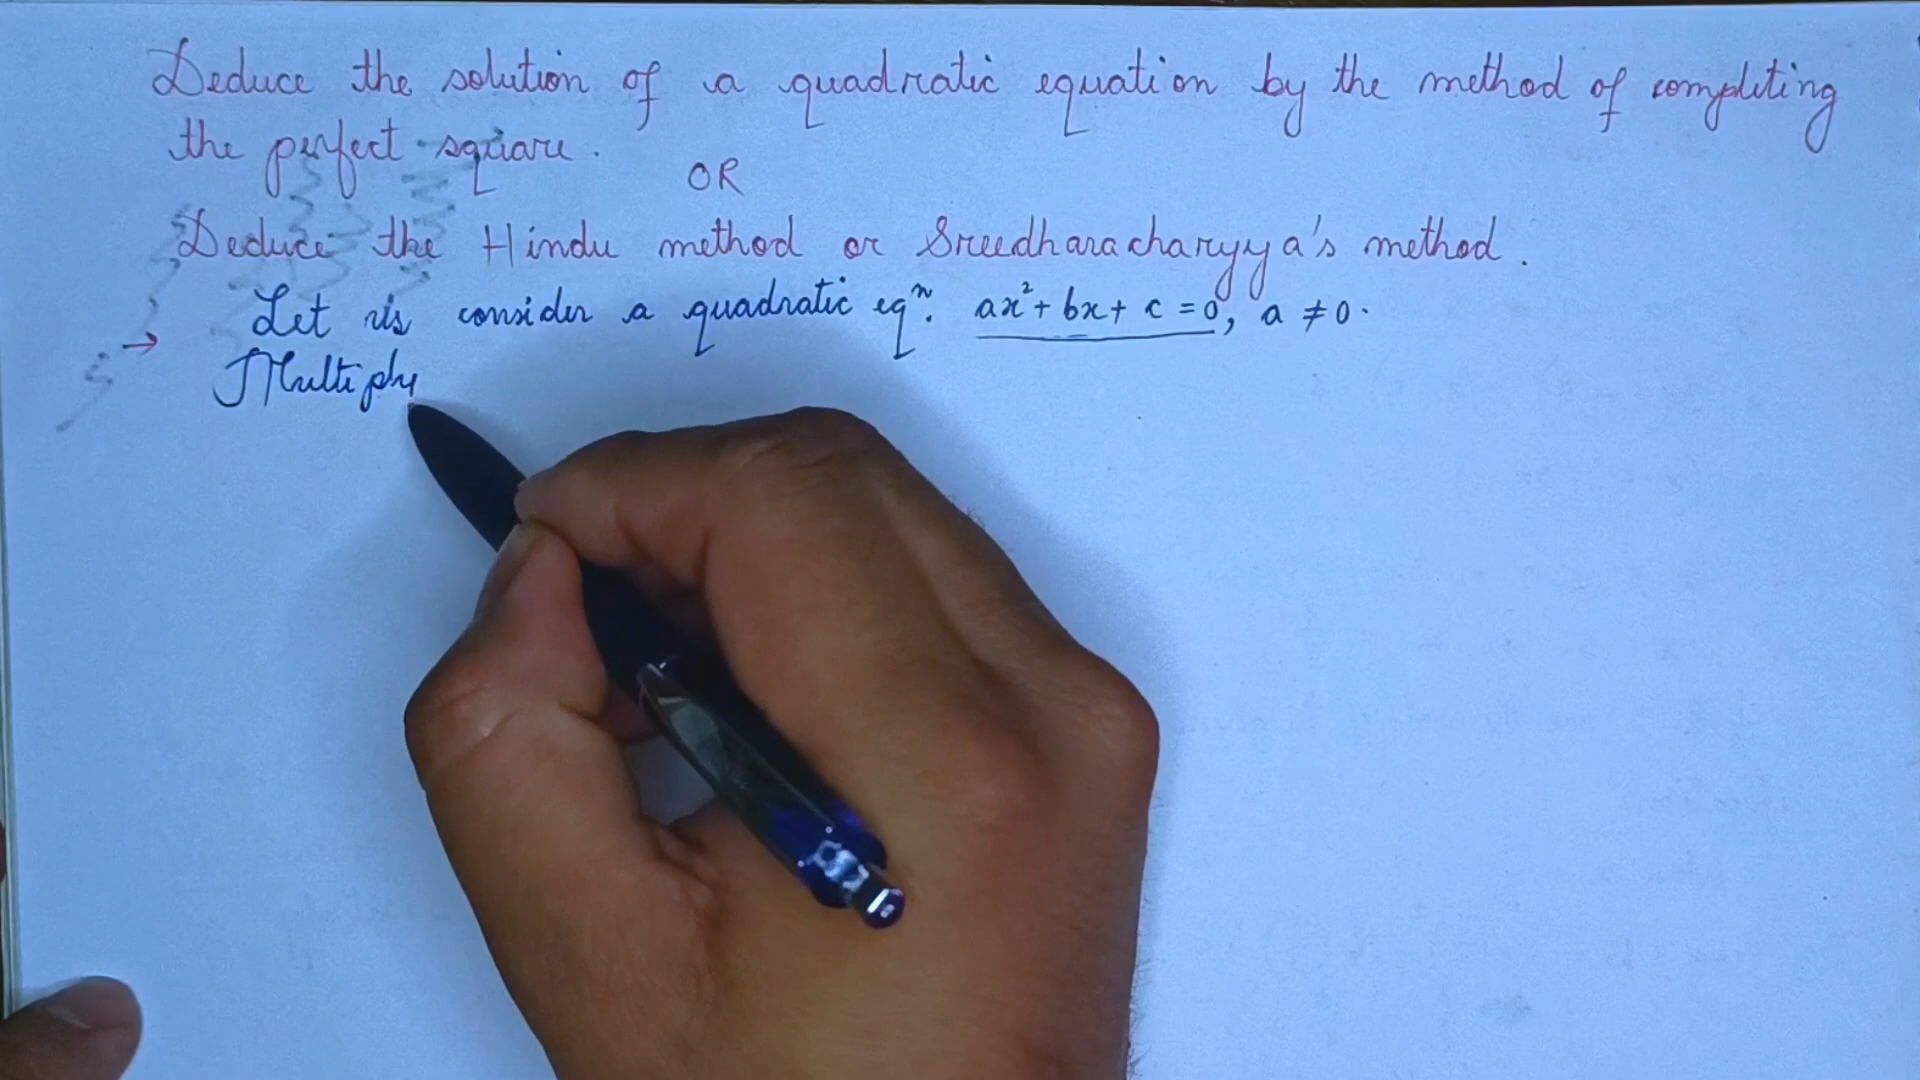 Deduce the solution of a quadratic equation by the method of completing
the perfect square.
OR
Deduce the Hindu method or Sreedharacharyya's method.
Let us consider a quadratic eqⁿ. ax² + bx + c = 0, a ≠ 0.
Multiply